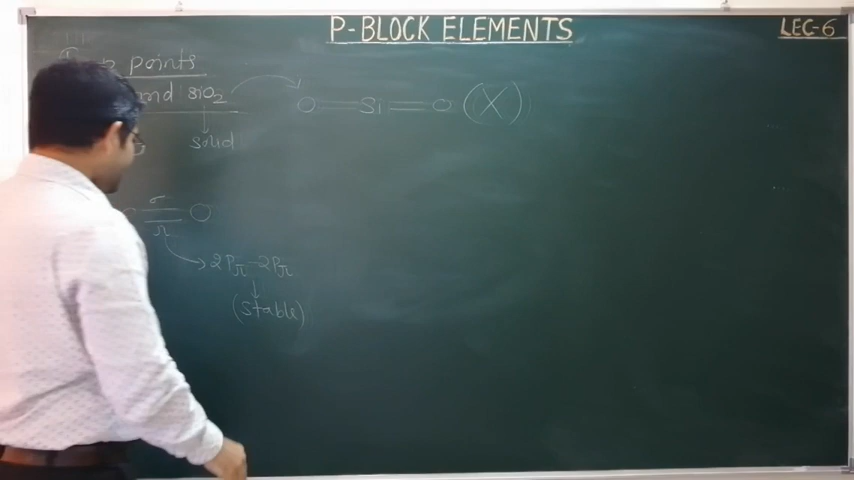 P-BLOCK ELEMENTS
LEC-6
points
and SiO₂
O = Si = O (X)
solid
σ
= O
π
2Pπ-2Pπ
(stable)